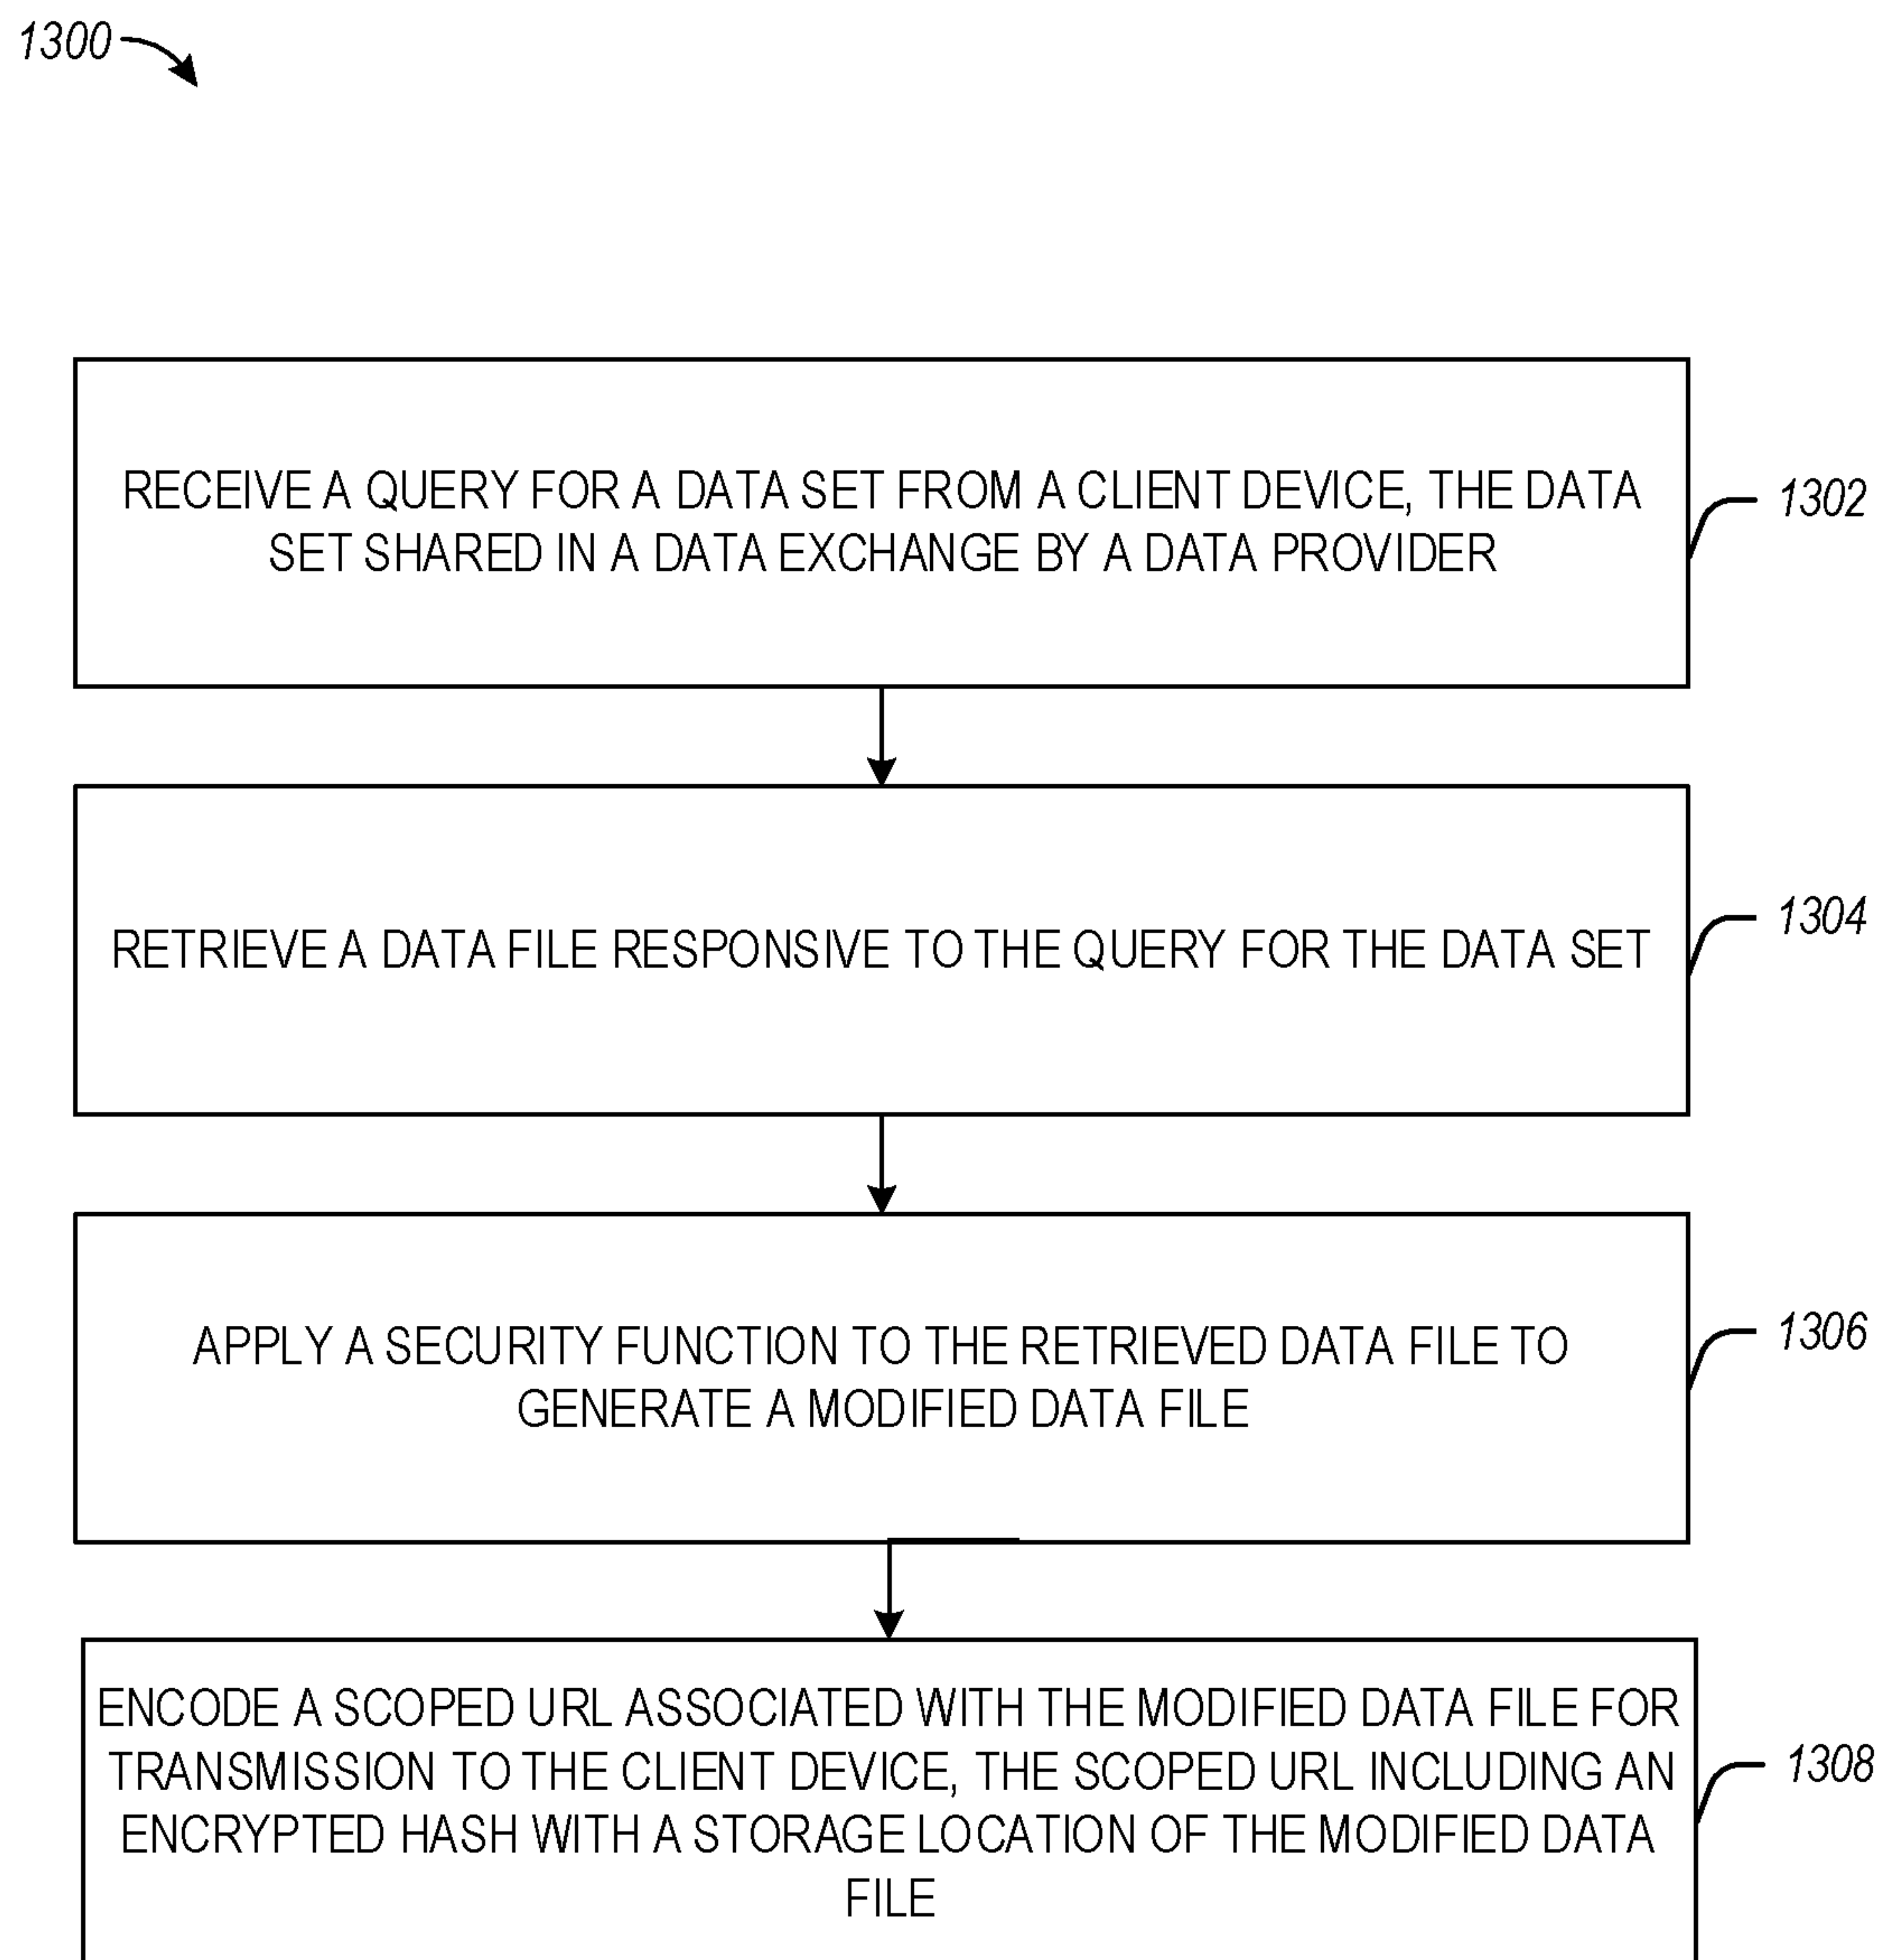 1300
RECEIVE A QUERY FOR A DATA SET FROM A CLIENT DEVICE, THE DATA
SET SHARED IN A DATA EXCHANGE BY A DATA PROVIDER
1302
RETRIEVE A DATA FILE RESPONSIVE TO THE QUERY FOR THE DATA SET
1304
APPLY A SECURITY FUNCTION TO THE RETRIEVED DATA FILE TO
GENERATE A MODIFIED DATA FILE
1306
ENCODE A SCOPED URL ASSOCIATED WITH THE MODIFIED DATA FILE FOR
TRANSMISSION TO THE CLIENT DEVICE, THE SCOPED URL INCLUDING AN
ENCRYPTED HASH WITH A STORAGE LOCATION OF THE MODIFIED DATA
FILE
1308